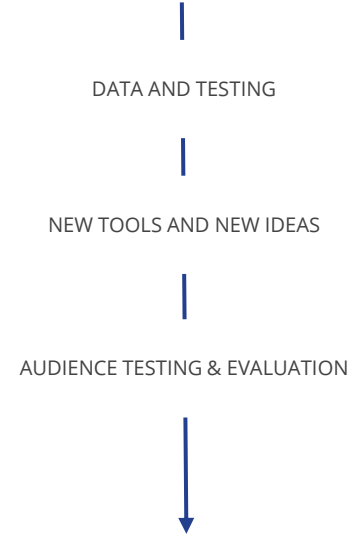 DATA AND TESTING
NEW TOOLS AND NEW IDEAS
AUDIENCE TESTING & EVALUATION